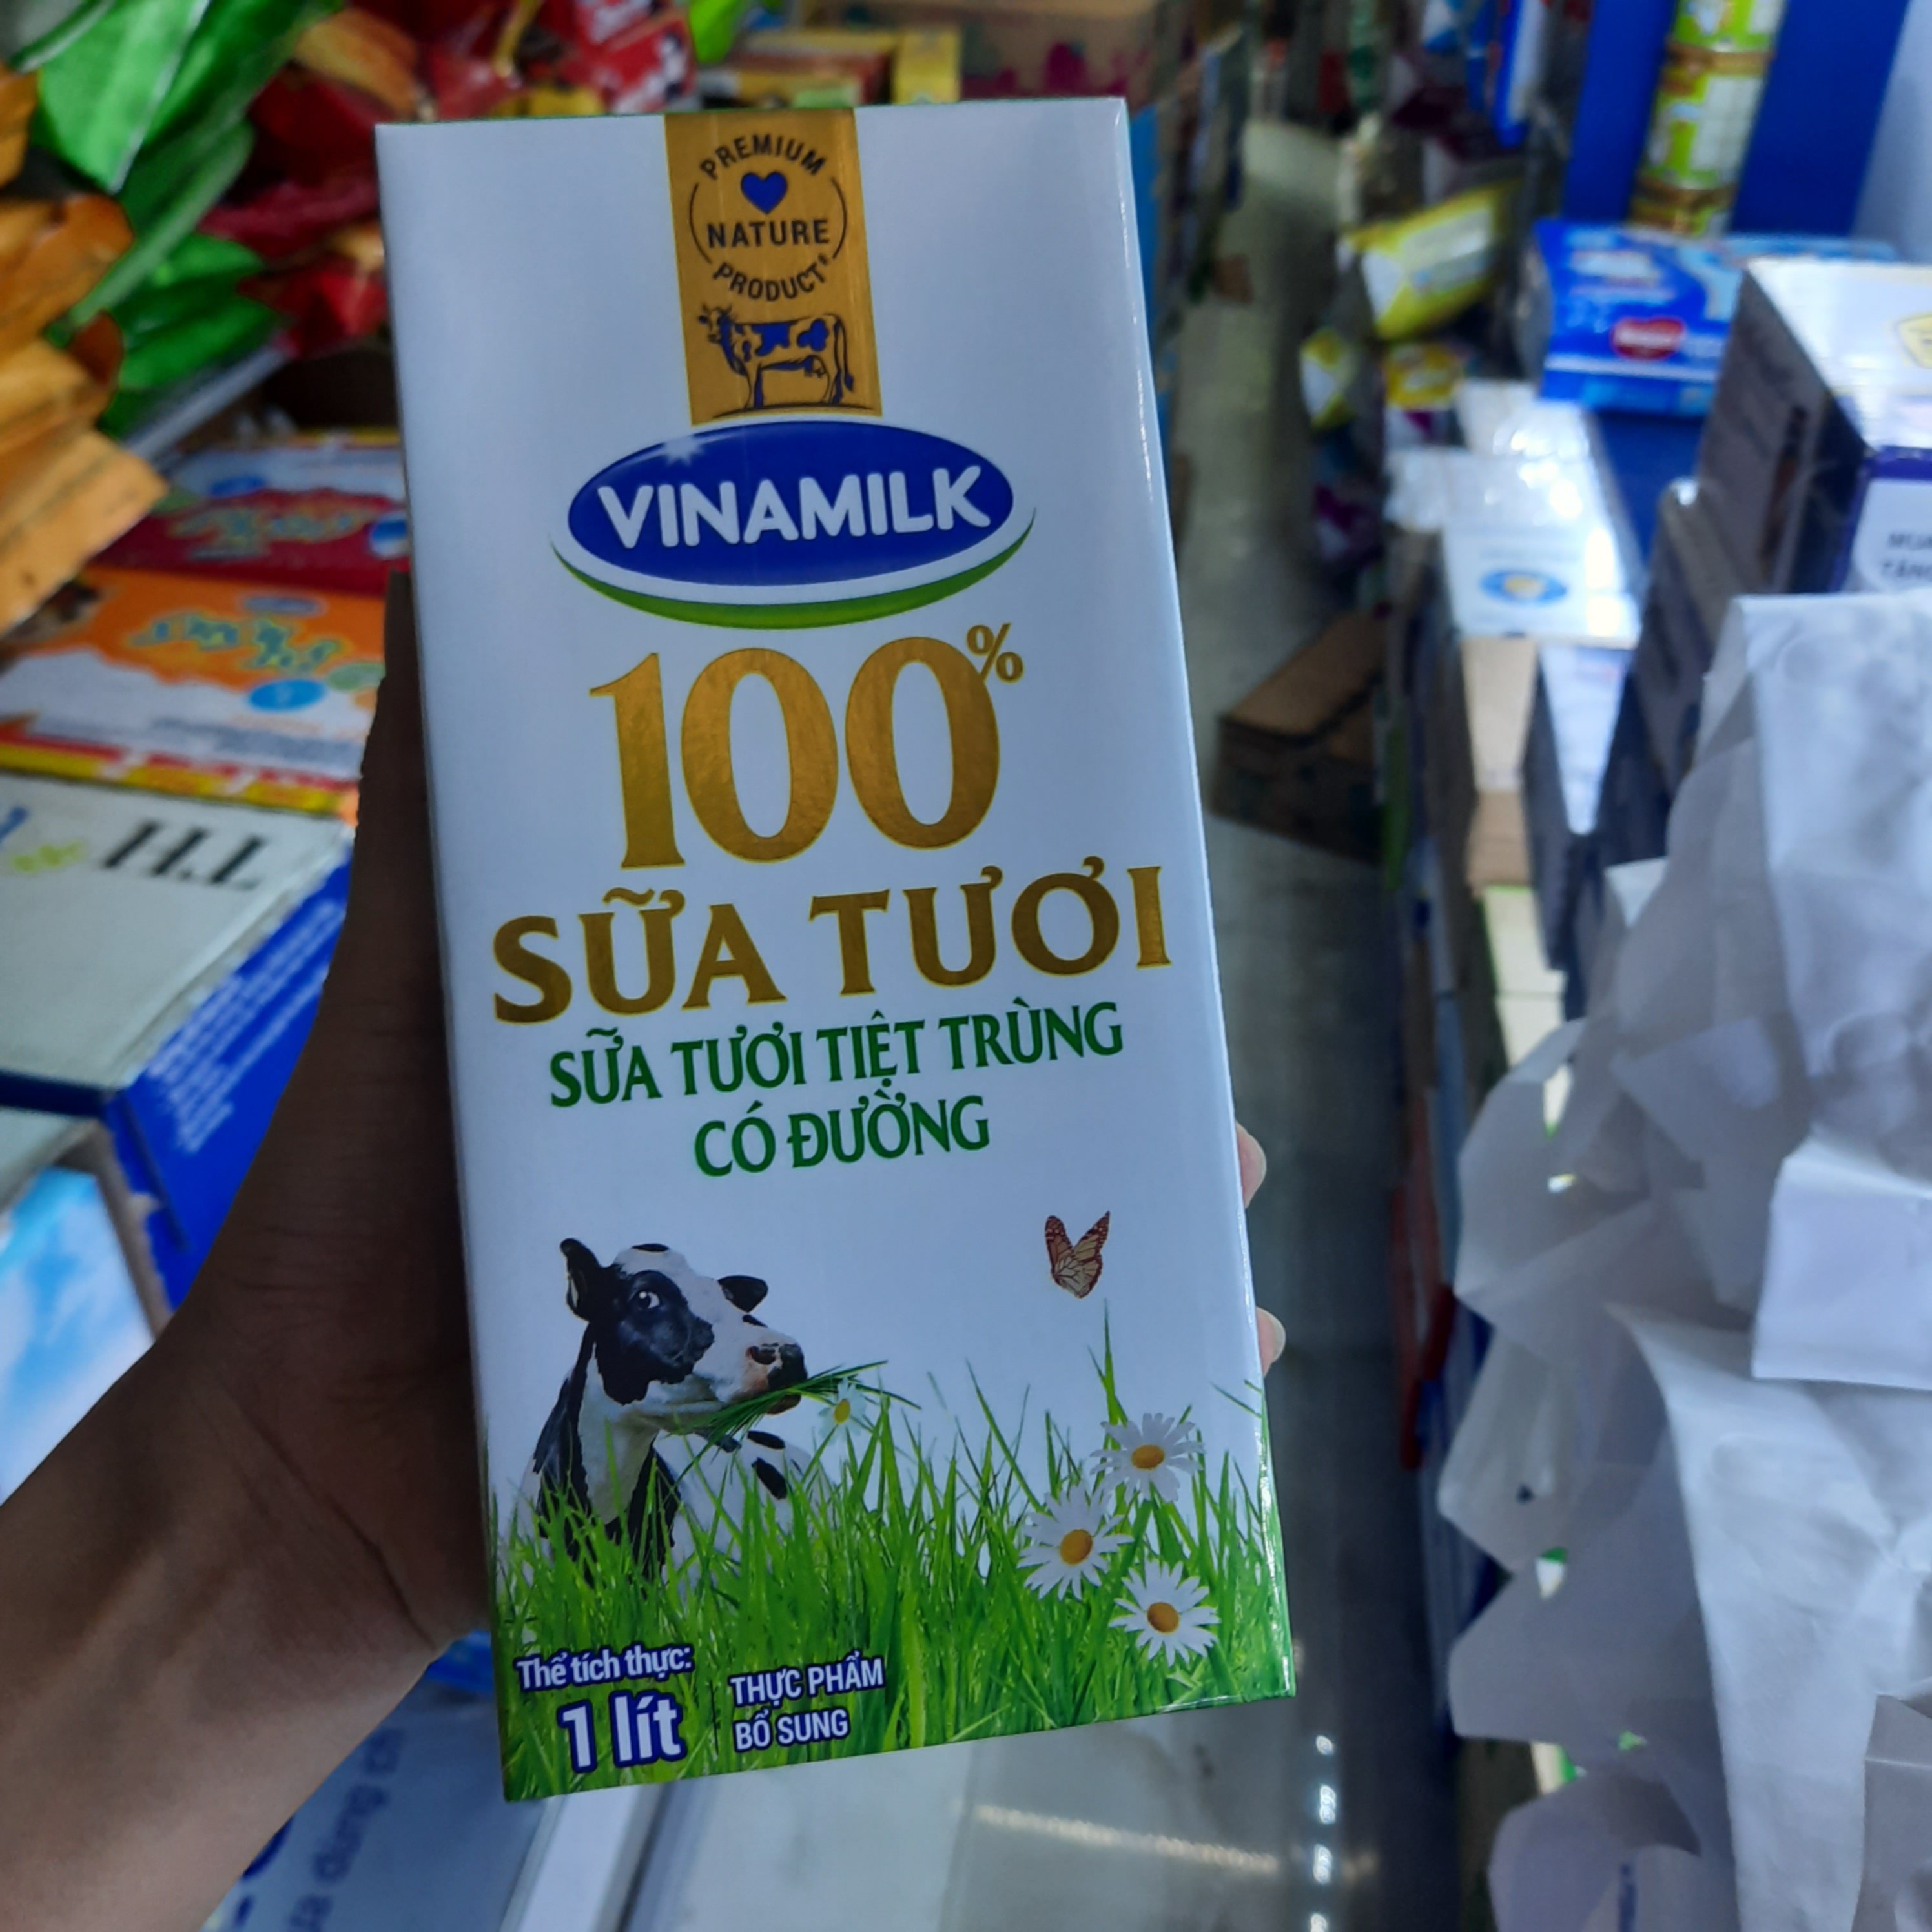 PREMIUM
NATURE
PRODUCT®
VINAMILK
100%
SỮA TƯƠI
SỮA TƯƠI TIỆT TRÙNG
CÓ ĐƯỜNG
Thể tích thực:
1 lít
THỰC PHẨM
BỔ SUNG
H.L